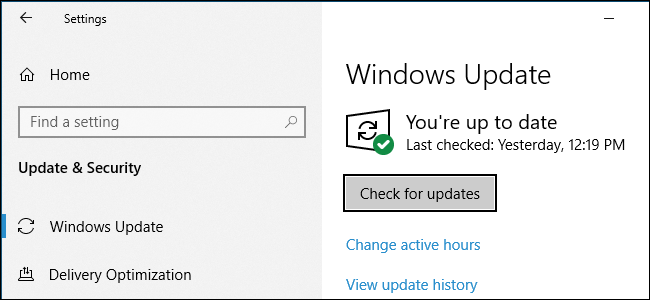 Settings
Home
Find a setting
Update & Security
Windows Update
Delivery Optimization
Windows Update
You're up to date
Last checked: Yesterday, 12:19 PM
Check for updates
Change active hours
View update history